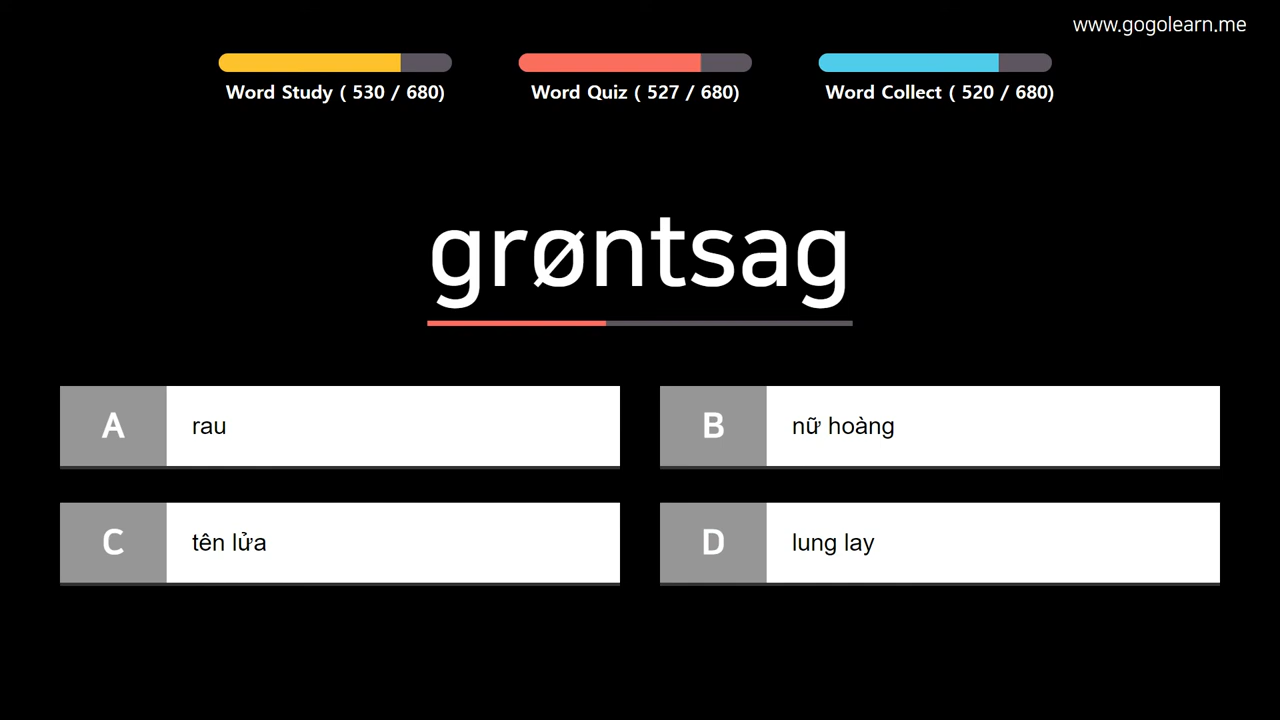 www.gogolearn.me
Word Study ( 530 / 680)
Word Quiz ( 527 / 680)
Word Collect ( 520 / 680)
grøntsag
A rau
B nữ hoàng
C tên lửa
D lung lay